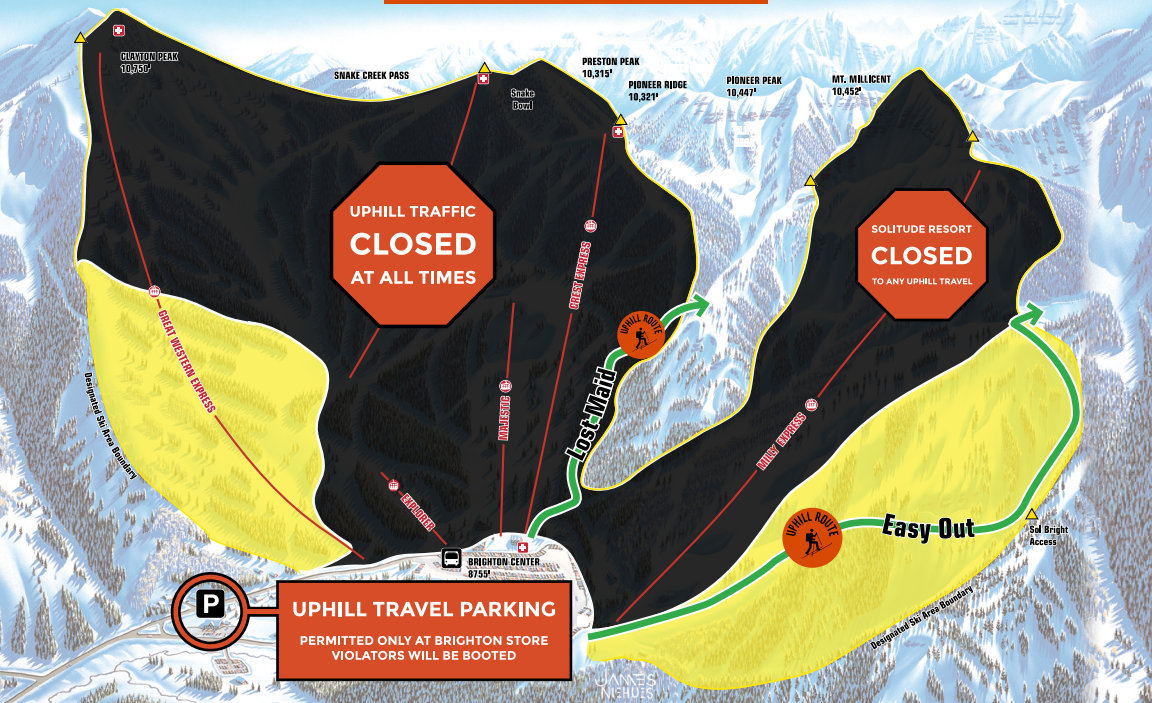 CLAYTON PEAK
10,750'
SNAKE CREEK PASS
Snake
Bowl
PRESTON PEAK
10,315'
PIONEER RIDGE
10,321'
PIONEER PEAK
10,447'
MT. MILLICENT
10,452'
UPHILL TRAFFIC
CLOSED
AT ALL TIMES
SOLITUDE RESORT
CLOSED
TO ANY UPHILL TRAVEL
GREAT WESTERN EXPRESS
CREST EXPRESS
UPHILL ROUTE
Lost Maid
MAJESTIC
MILLY EXPRESS
EXPLORER
Designated Ski Area Boundary
UPHILL ROUTE
Easy Out
Sol Bright
Access
BRIGHTON CENTER
8755'
Designated Ski Area Boundary
P
UPHILL TRAVEL PARKING
PERMITTED ONLY AT BRIGHTON STORE
VIOLATORS WILL BE BOOTED
JAMES
NIEHUES